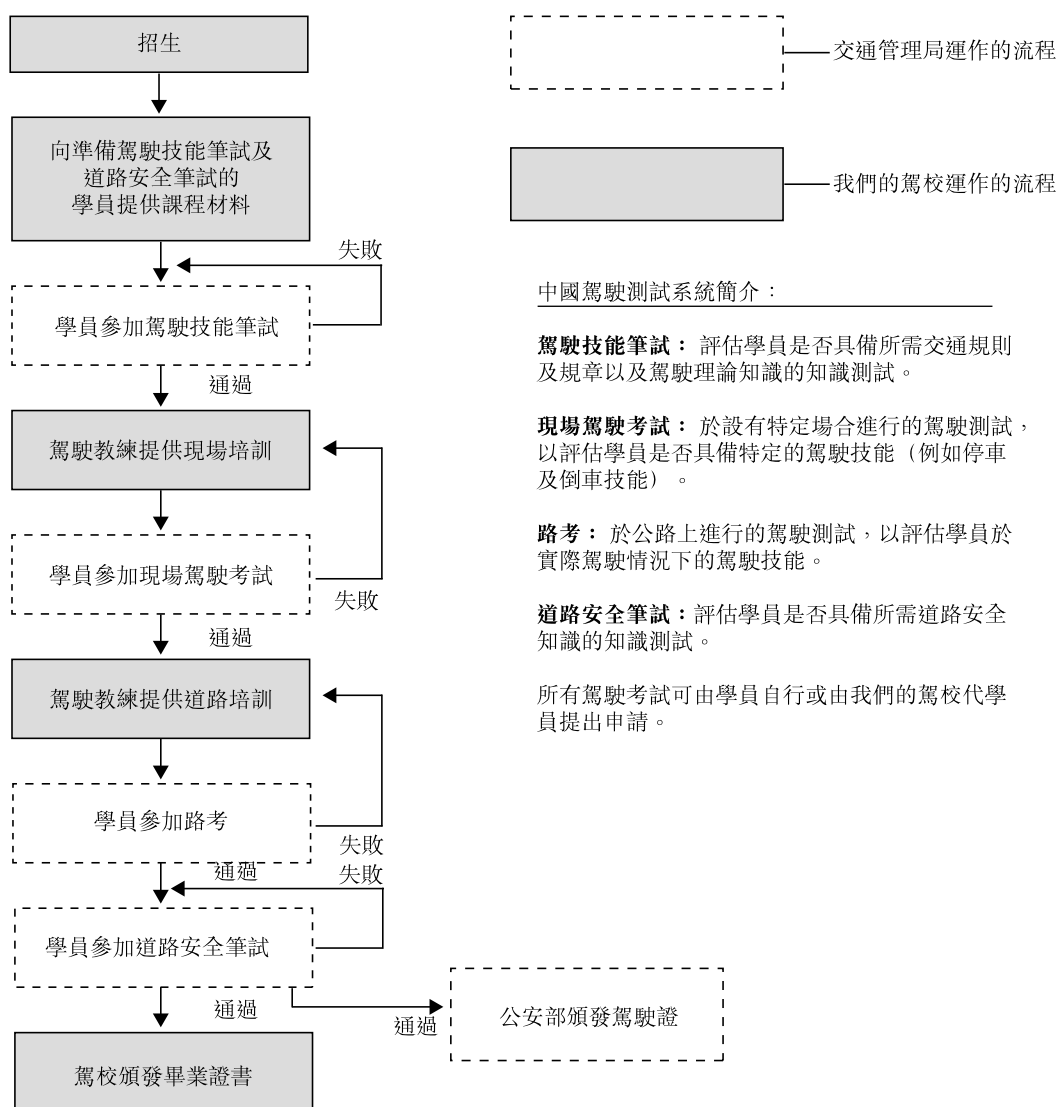 招生
向準備駕駛技能筆試及
道路安全筆試的
學員提供課程材料
失敗
學員參加駕駛技能筆試
通過
駕駛教練提供現場培訓
學員參加現場駕駛考試
失敗
通過
駕駛教練提供道路培訓
學員參加路考
失敗
通過
失敗
學員參加道路安全筆試
通過
通過
公安部頒發駕駛證
駕校頒發畢業證書
交通管理局運作的流程
我們的駕校運作的流程
中國駕駛測試系統簡介：
駕駛技能筆試： 評估學員是否具備所需交通規則
及規章以及駕駛理論知識的知識測試。
現場駕駛考試： 於設有特定場合進行的駕駛測試，
以評估學員是否具備特定的駕駛技能（例如停車
及倒車技能）。
路考： 於公路上進行的駕駛測試，以評估學員於
實際駕駛情況下的駕駛技能。
道路安全筆試：評估學員是否具備所需道路安全
知識的知識測試。
所有駕駛考試可由學員自行或由我們的駕校代學
員提出申請。